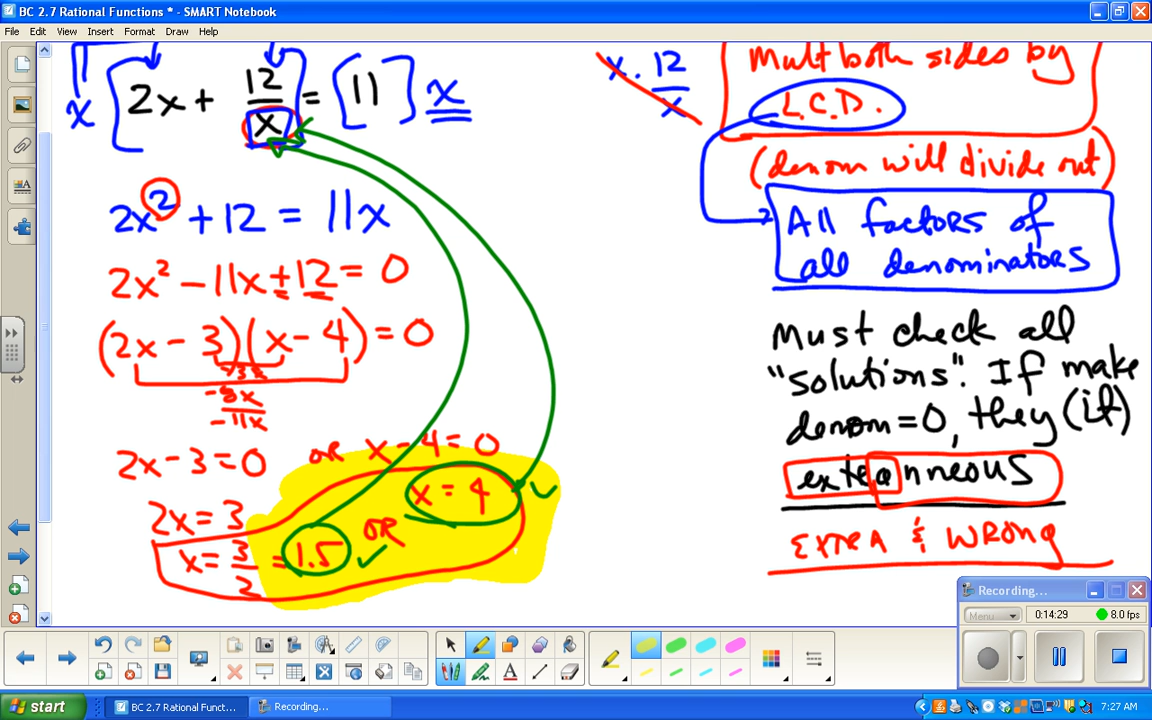 BC 2.7 Rational Functions * - SMART Notebook
File Edit View Insert Format Draw Help
x [2x + 12/x = [11] x
x · 12/x
Mult both sides by
L.C.D.
(denom will divide out)
All factors of
all denominators
2x² + 12 = 11x
2x² - 11x + 12 = 0
(2x - 3)(x - 4) = 0
-3x
-8x
-11x
2x - 3 = 0 OR x - 4 = 0
2x = 3
x = 4
OR
x = 3/2 = 1.5
Must check all
"solutions". If make
denom = 0, they (it)
extranneous
EXTRA & WRONG
Recording...
Menu 0:14:29 8.0 fps
start BC 2.7 Rational Funct... Recording... 7:27 AM